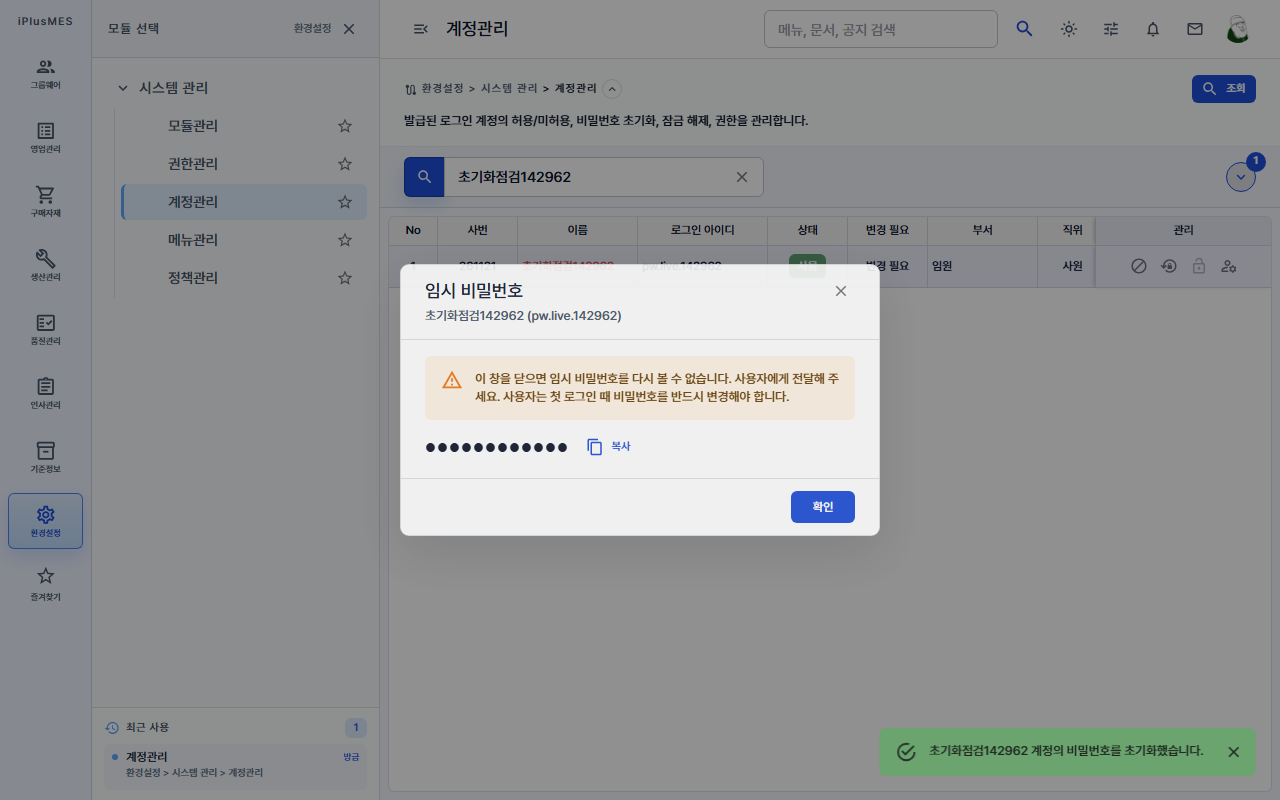 iPlusMES
그룹웨어
영업관리
구매자재
생산관리
품질관리
인사관리
기준정보
환경설정
즐겨찾기
모듈 선택
환경설정
시스템 관리
모듈관리
권한관리
계정관리
메뉴관리
정책관리
최근 사용
1
계정관리
방금
환경설정 > 시스템 관리 > 계정관리
계정관리
메뉴, 문서, 공지 검색
환경설정 > 시스템 관리 > 계정관리
조회
발급된 로그인 계정의 허용/미허용, 비밀번호 초기화, 잠금 해제, 권한을 관리합니다.
초기화점검142962
1
No 사번 이름 로그인 아이디 상태 변경 필요 부서 직위 관리
1 초기화점검142962 pw.live.142962 변경 필요 임원 사원
임시 비밀번호
초기화점검142962 (pw.live.142962)
이 창을 닫으면 임시 비밀번호를 다시 볼 수 없습니다. 사용자에게 전달해 주
세요. 사용자는 첫 로그인 때 비밀번호를 반드시 변경해야 합니다.
●●●●●●●●●●●●
복사
확인
초기화점검142962 계정의 비밀번호를 초기화했습니다.